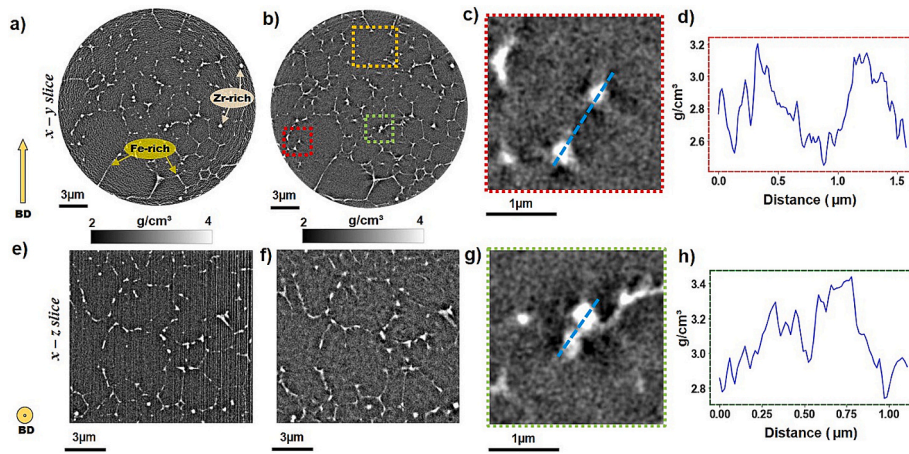 a)
b)
c)
d)
x – y slice
Zr-rich
Fe-rich
BD
3μm
3μm
1μm
g/cm³
3.2
3.0
2.8
2.6
0.0
0.5
1.0
1.5
Distance ( μm)
g/cm³
2
4
g/cm³
2
4
e)
f)
g)
h)
x – z slice
BD
3μm
3μm
1μm
g/cm³
3.4
3.2
3.0
2.8
0.00
0.25
0.50
0.75
1.00
Distance ( μm)